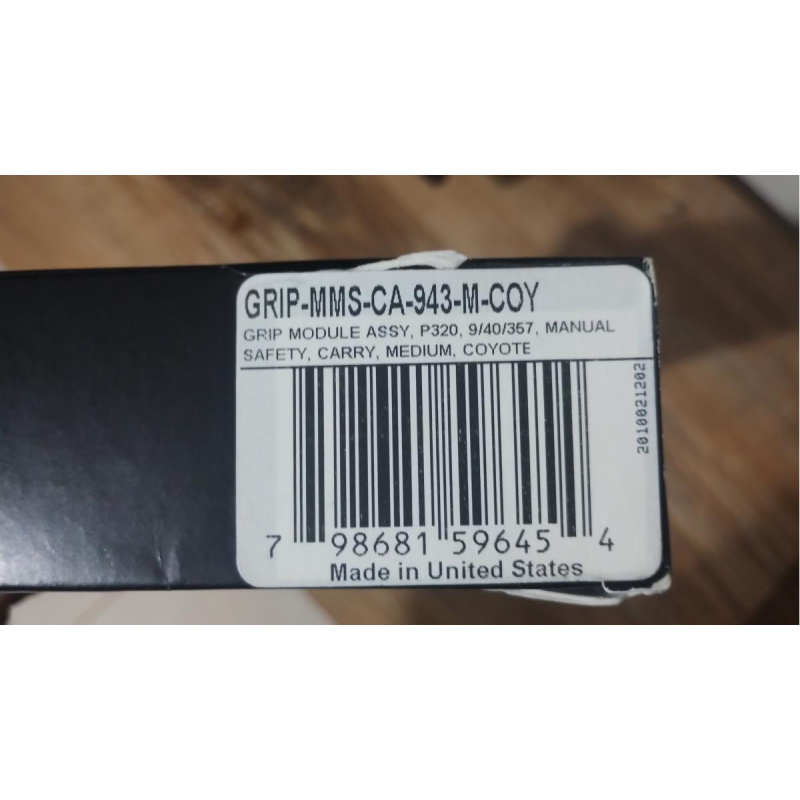 GRIP-MMS-CA-943-M-COY
GRIP MODULE ASSY, P320, 9/40/357, MANUAL
SAFETY, CARRY, MEDIUM, COYOTE
2010021202
7 98681 59645 4
Made in United States